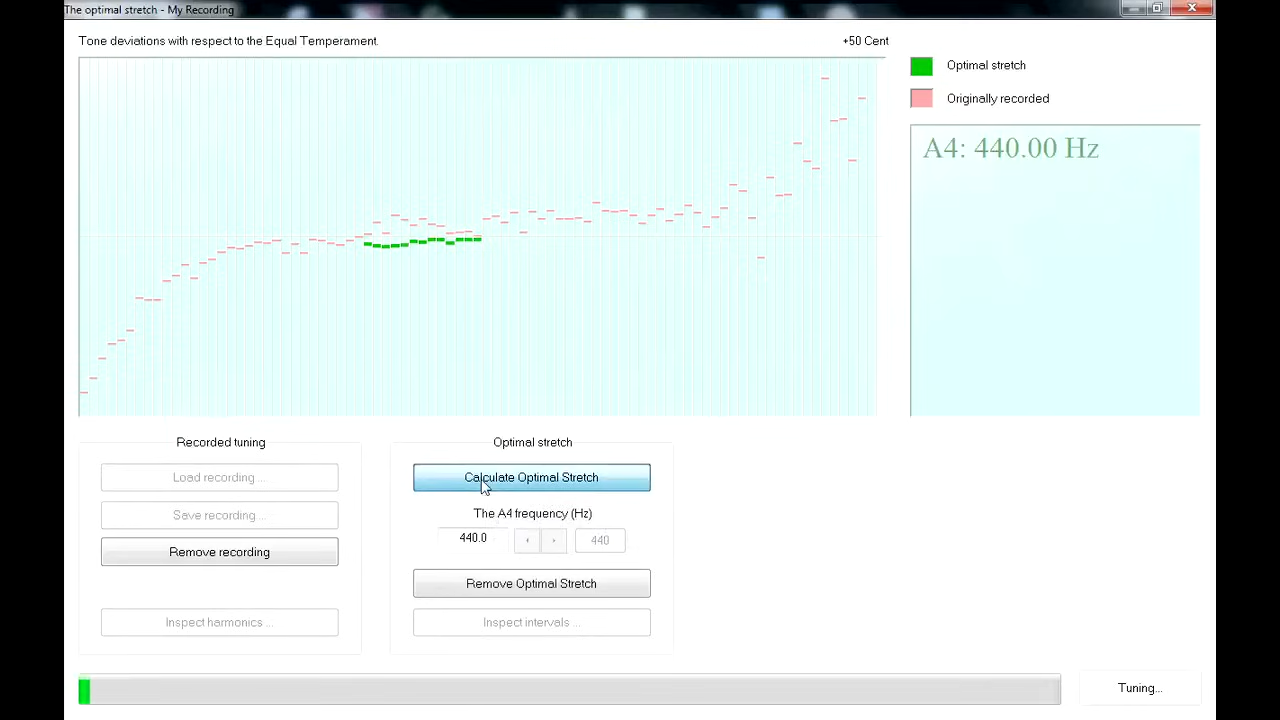 The optimal stretch - My Recording
Tone deviations with respect to the Equal Temperament.
+50 Cent
Optimal stretch
Originally recorded
A4: 440.00 Hz
Recorded tuning
Load recording ...
Save recording ...
Remove recording
Inspect harmonics ...
Optimal stretch
Calculate Optimal Stretch
The A4 frequency (Hz)
440.0
440
Remove Optimal Stretch
Inspect intervals ...
Tuning...